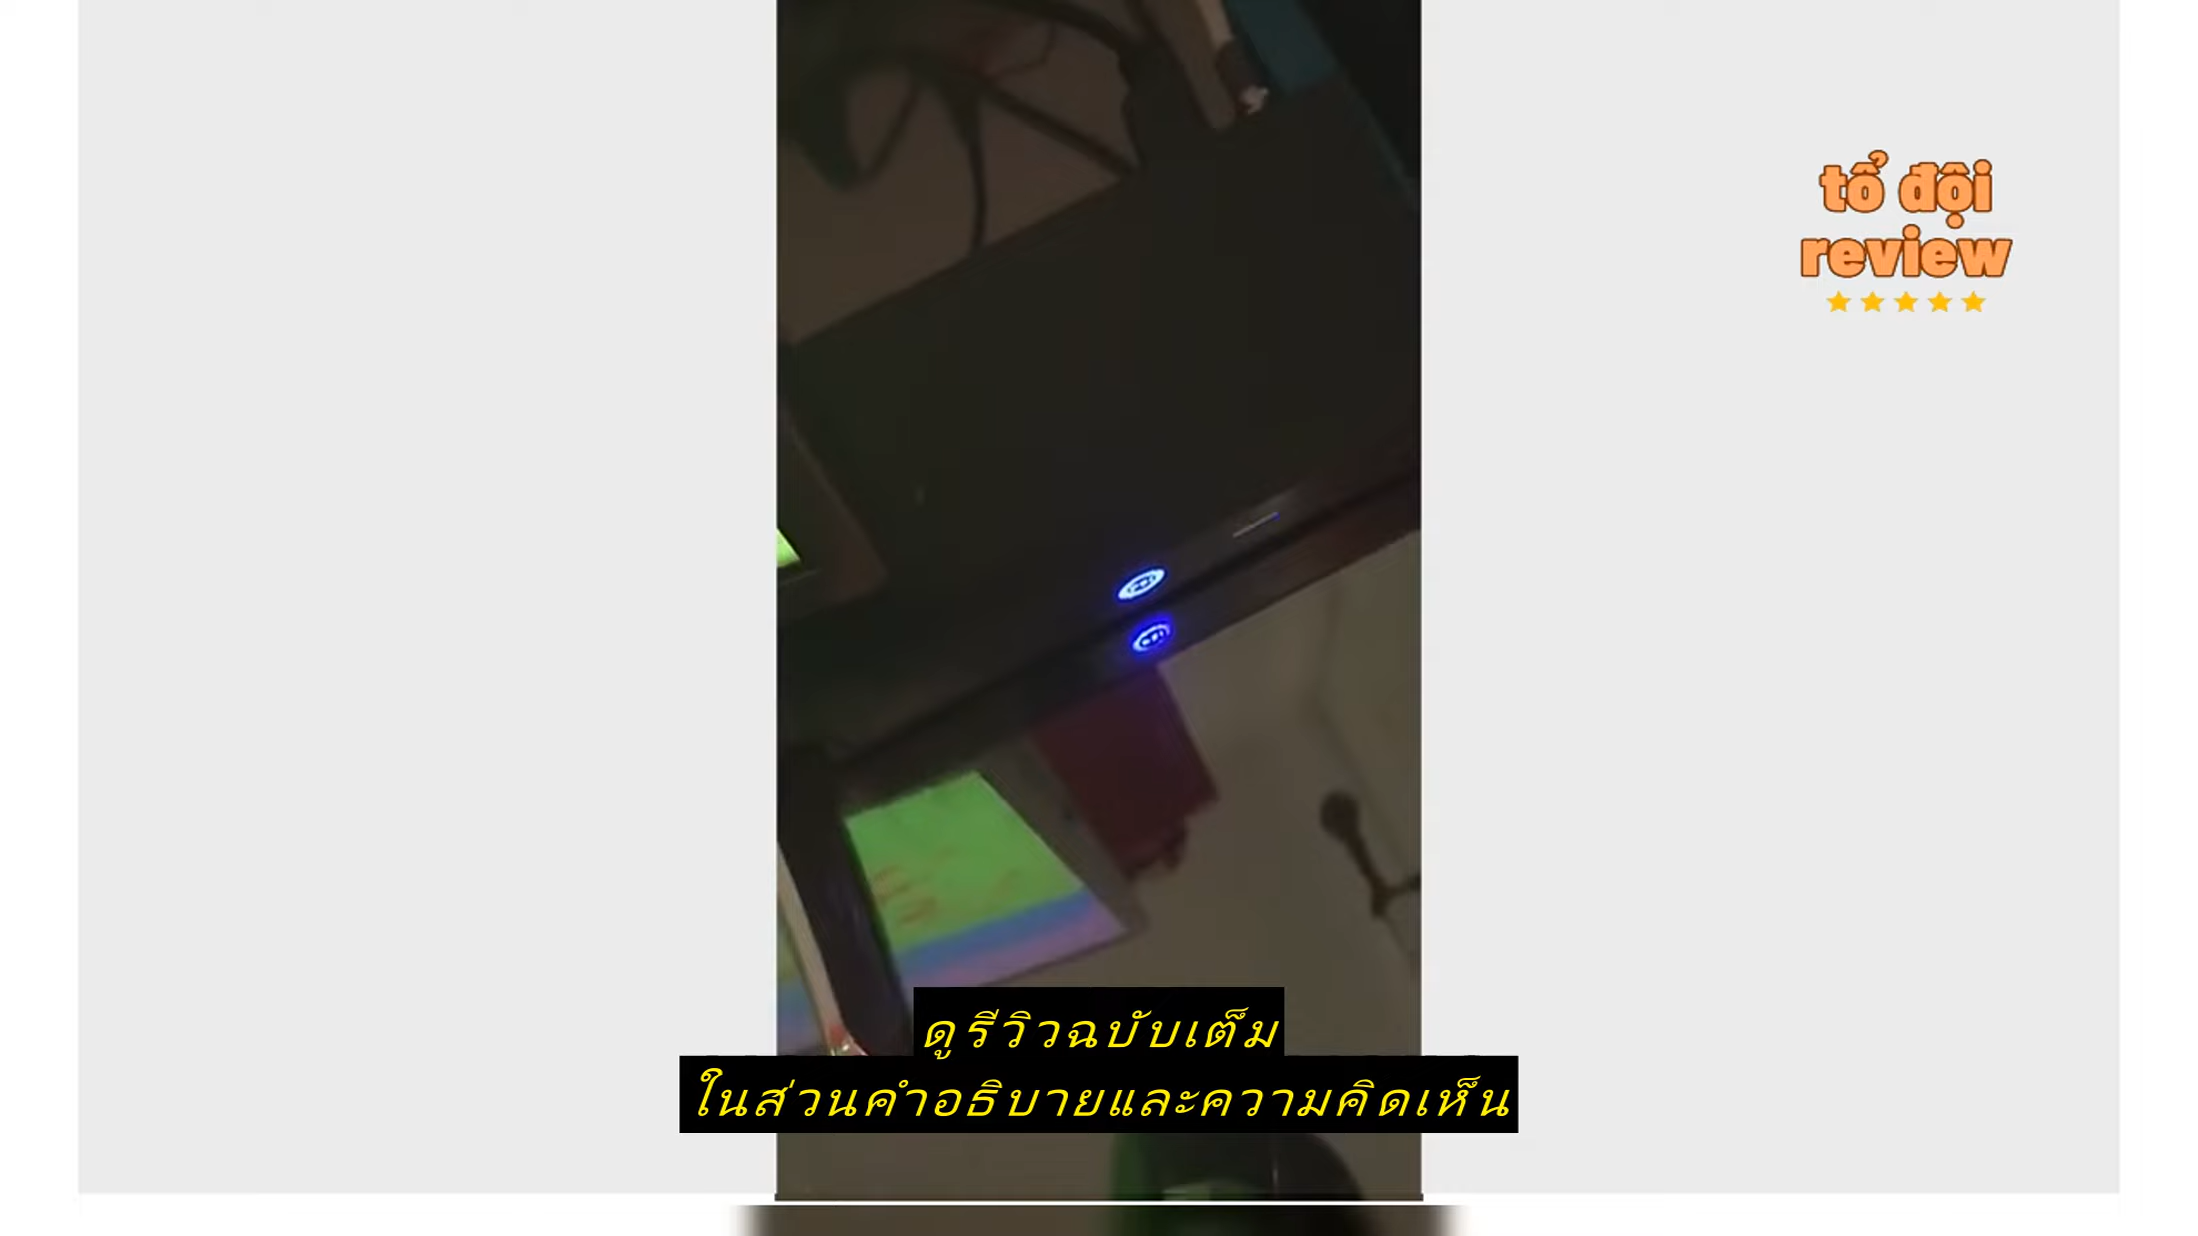 tổ đội
review
ดูรีวิวฉบับเต็ม
ในส่วนคำอธิบายและความคิดเห็น